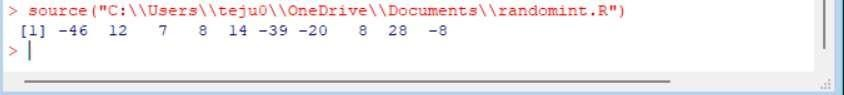 > source("C:\\Users\\teju0\\OneDrive\\Documents\\randomint.R")
[1] -46 12 7 8 14 -39 -20 8 28 -8
>